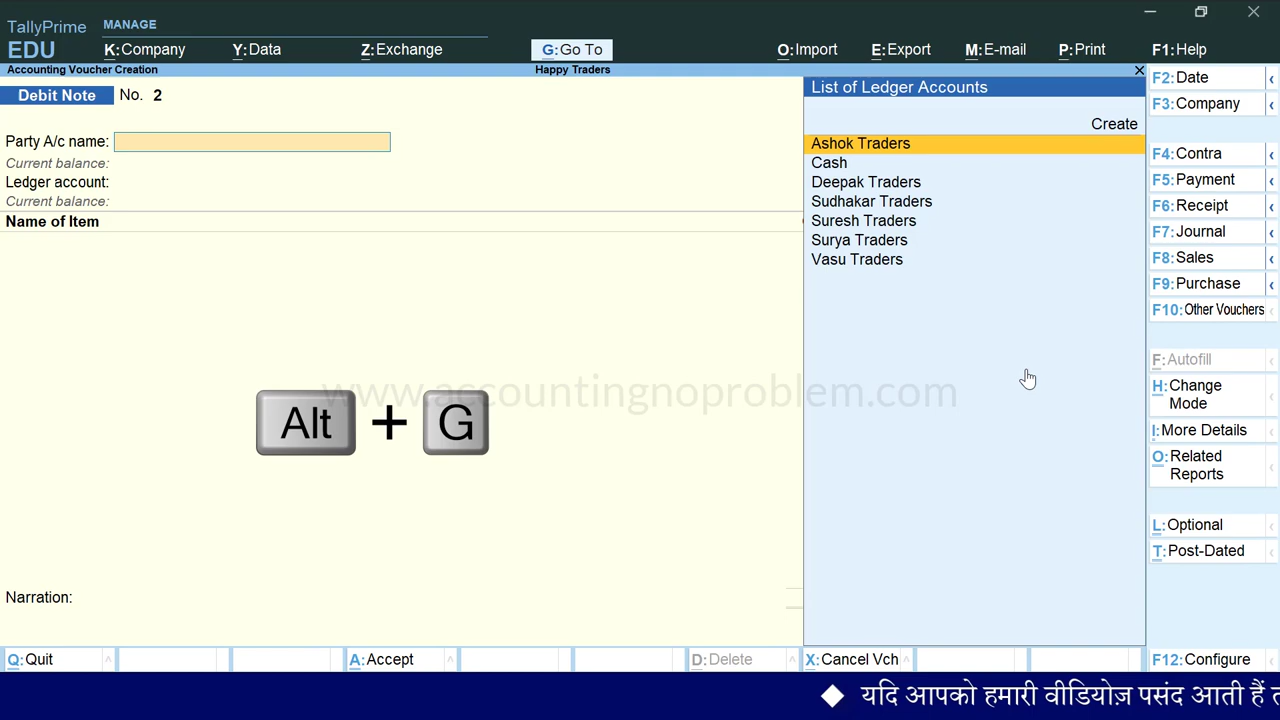 TallyPrime
EDU
MANAGE
K:Company Y:Data Z:Exchange G:Go To O:Import E:Export M:E-mail P:Print F1:Help
Accounting Voucher Creation Happy Traders
Debit Note No. 2
Party A/c name:
Current balance:
Ledger account:
Current balance:
Name of Item
Narration:
List of Ledger Accounts
Create
Ashok Traders
Cash
Deepak Traders
Sudhakar Traders
Suresh Traders
Surya Traders
Vasu Traders
www.accountingnoproblem.com
Alt + G
F2:Date
F3:Company
F4:Contra
F5:Payment
F6:Receipt
F7:Journal
F8:Sales
F9:Purchase
F10:Other Vouchers
F:Autofill
H:Change
Mode
I:More Details
O:Related
Reports
L:Optional
T:Post-Dated
Q:Quit A:Accept D:Delete X:Cancel Vch F12:Configure
◆ यदि आपको हमारी वीडियोज़ पसंद आती हैं